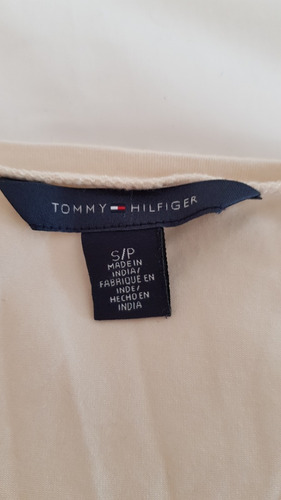 TOMMY HILFIGER
S/P
MADE IN
INDIA/
FABRIQUE EN
INDE/
HECHO EN
INDIA